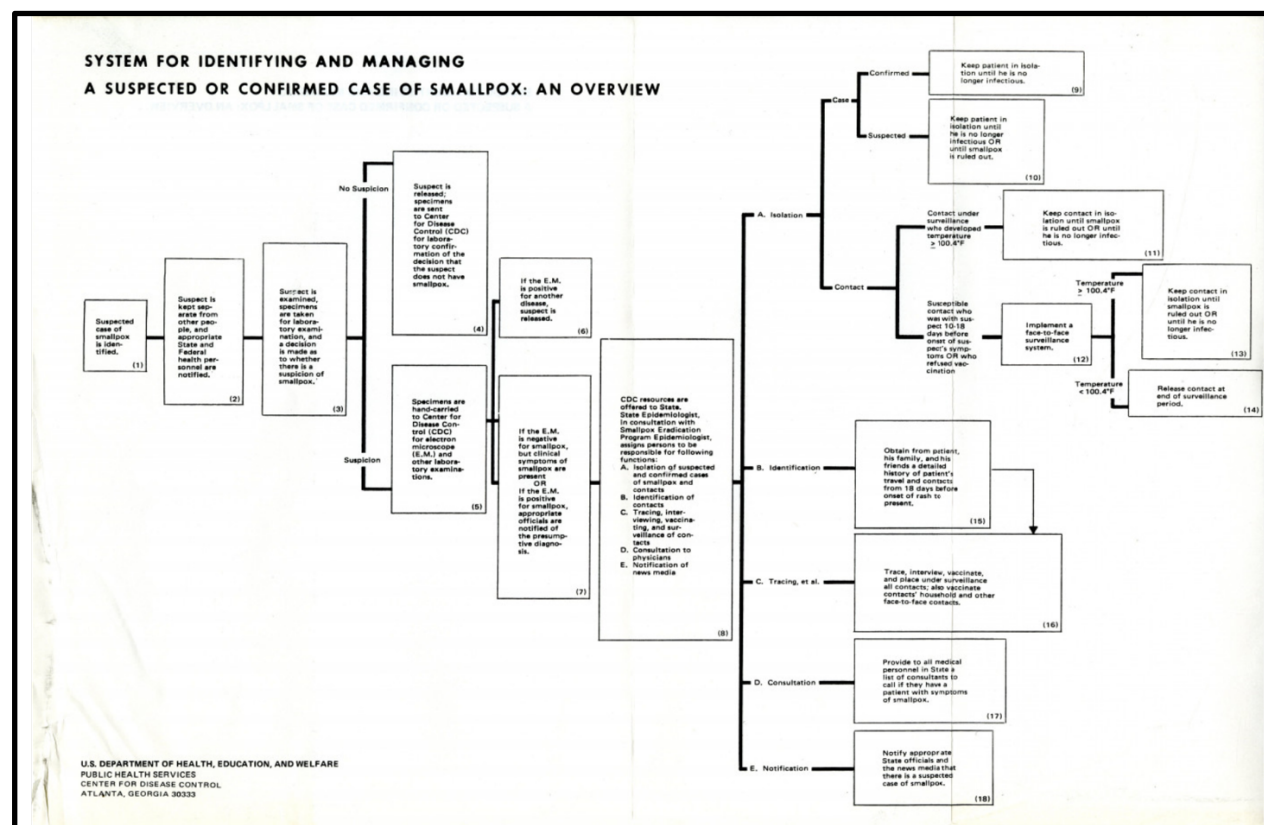 SYSTEM FOR IDENTIFYING AND MANAGING
A SUSPECTED OR CONFIRMED CASE OF SMALLPOX: AN OVERVIEW
Suspected
case of
smallpox
is iden-
tified.
(1)
Suspect is
kept sep-
arate from
other peo-
ple, and
appropriate
State and
Federal
health per-
sonnel are
notified.
(2)
Suspect is
examined,
specimens
are taken
for labora-
tory exami-
nation, and
a decision
is made as
to whether
there is a
suspicion of
smallpox.
(3)
No Suspicion
Suspect is
released;
specimens
are sent
to Center
for Disease
Control (CDC)
for labora-
tory confir-
mation of the
decision that
the suspect
does not have
smallpox.
(4)
Suspicion
Specimens are
hand-carried
to Center for
Disease Con-
trol (CDC)
for electron
microscope
(E.M.) and
other labora-
tory examina-
tions.
(5)
If the E.M.
is positive
for another
disease,
suspect is
released.
(6)
If the E.M.
is negative
for smallpox,
but clinical
symptoms of
smallpox are
present
OR
If the E.M.
is positive
for smallpox,
appropriate
officials are
notified of
the presump-
tive diagno-
sis.
(7)
CDC resources are
offered to State.
State Epidemiologist,
in consultation with
Smallpox Eradication
Program Epidemiologist,
assigns persons to be
responsible for following
functions:
A. Isolation of suspected
and confirmed cases
of smallpox and
contacts
B. Identification of
contacts
C. Tracing, inter-
viewing, vaccina-
ting, and sur-
veillance of con-
tacts
D. Consultation to
physicians
E. Notification of
news media
(8)
A. Isolation
Case
Confirmed
Keep patient in isola-
tion until he is no
longer infectious.
(9)
Suspected
Keep patient in
isolation until
he is no longer
infectious OR
until smallpox
is ruled out.
(10)
Contact
Contact under
surveillance
who developed
temperature
≥ 100.4°F
Keep contact in iso-
lation until smallpox
is ruled out OR until
he is no longer infec-
tious.
(11)
Susceptible
contact who
was with sus-
pect 10-18
days before
onset of sus-
pect's symp-
toms OR who
refused vac-
cination
Implement a
face-to-face
surveillance
system.
(12)
Temperature
≥ 100.4°F
Keep contact in
isolation until
smallpox is
ruled out OR
until he is no
longer infec-
tious.
(13)
Temperature
<100.4°F
Release contact at
end of surveillance
period.
(14)
B. Identification
Obtain from patient,
his family, and his
friends a detailed
history of patient's
travel and contacts
from 18 days before
onset of rash to
present.
(15)
C. Tracing, et al.
Trace, interview, vaccinate,
and place under surveillance
all contacts; also vaccinate
contacts' household and other
face-to-face contacts.
(16)
D. Consultation
Provide to all medical
personnel in State a
list of consultants to
call if they have a
patient with symptoms
of smallpox.
(17)
E. Notification
Notify appropriate
State officials and
the news media that
there is a suspected
case of smallpox.
(18)
U.S. DEPARTMENT OF HEALTH, EDUCATION, AND WELFARE
PUBLIC HEALTH SERVICES
CENTER FOR DISEASE CONTROL
ATLANTA, GEORGIA 30333